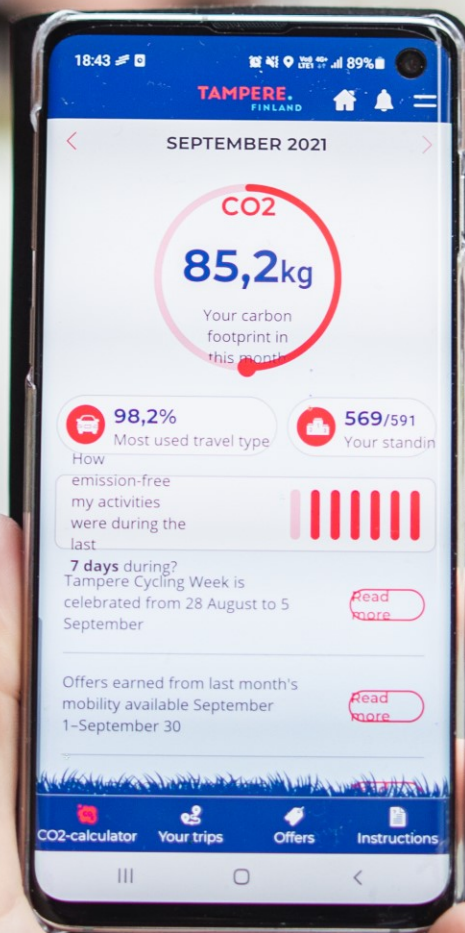 18:43
89%
TAMPERE.
FINLAND
SEPTEMBER 2021
CO2
85,2kg
Your carbon
footprint in
this month
98,2%
Most used travel type
569/591
Your standin
How
emission-free
my activities
were during the
last
7 days during?
Tampere Cycling Week is
celebrated from 28 August to 5
September
Read
more
Offers earned from last month's
mobility available September
1–September 30
Read
more
CO2-calculator
Your trips
Offers
Instructions